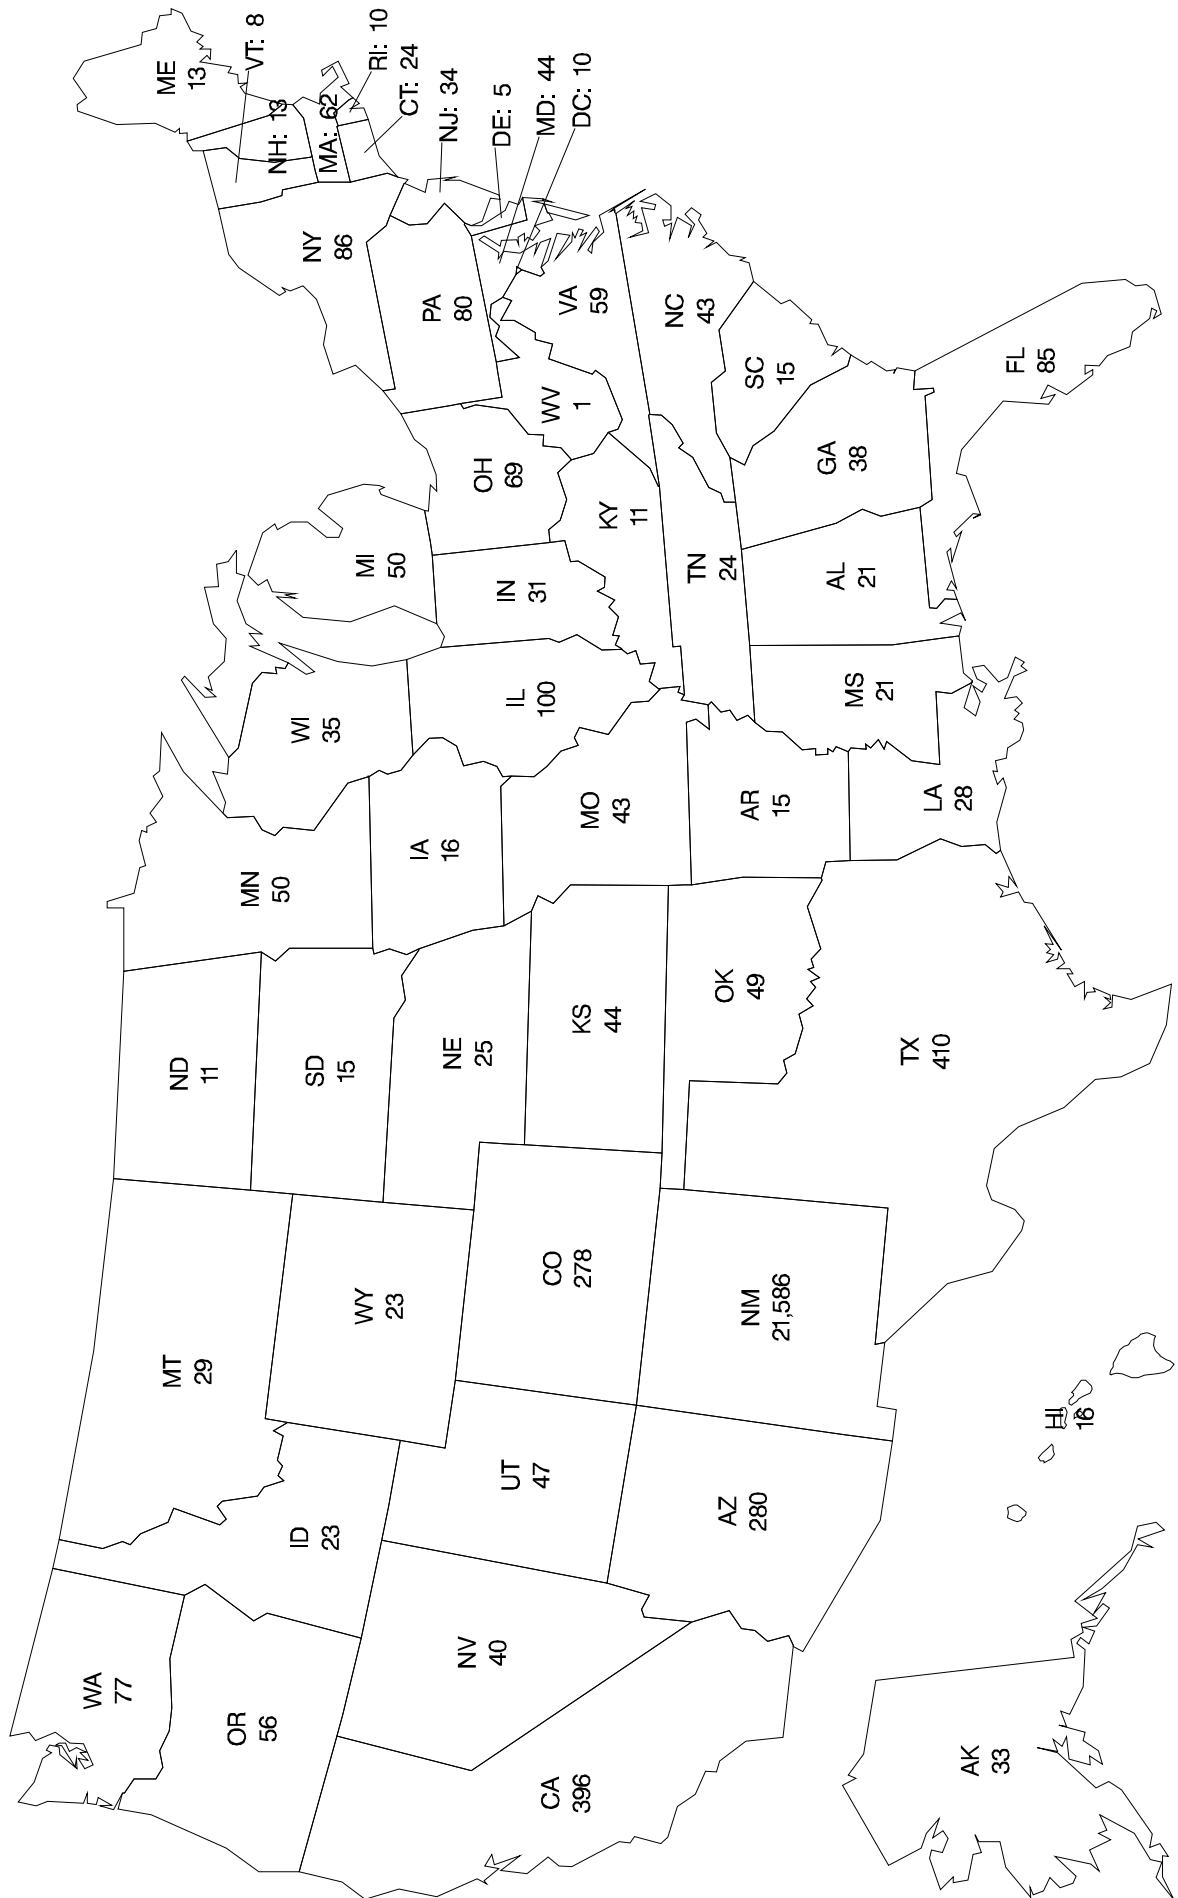 WA
77
OR
56
CA
396
NV
40
ID
23
MT
29
WY
23
UT
47
AZ
280
CO
278
NM
21,586
ND
11
SD
15
NE
25
KS
44
OK
49
TX
410
MN
50
IA
16
MO
43
AR
15
LA
28
WI
35
IL
100
MS
21
MI
50
IN
31
KY
11
TN
24
AL
21
OH
69
WV
1
GA
38
FL
85
SC
15
NC
43
VA
59
PA
80
NY
86
ME
13
VT: 8
NH: 13
MA: 62
RI: 10
CT: 24
NJ: 34
DE: 5
MD: 44
DC: 10
AK
33
HI
16